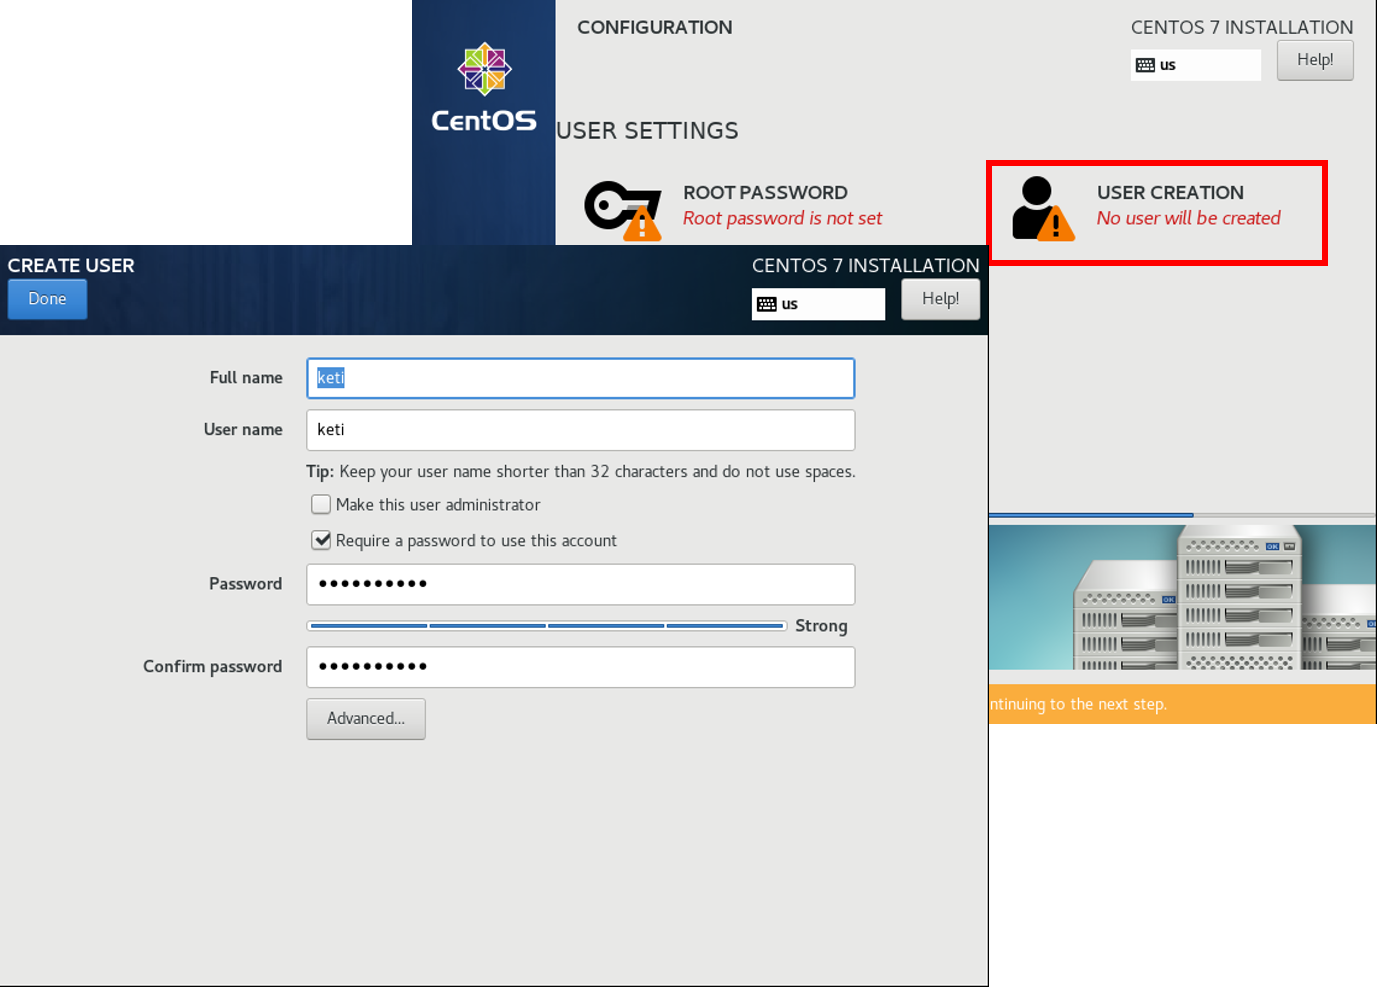 CONFIGURATION
CENTOS 7 INSTALLATION
us
Help!
CentOS
USER SETTINGS
ROOT PASSWORD
Root password is not set
USER CREATION
No user will be created
CREATE USER
CENTOS 7 INSTALLATION
Done
us
Help!
Full name
keti
User name
keti
Tip: Keep your user name shorter than 32 characters and do not use spaces.
Make this user administrator
Require a password to use this account
Password
••••••••••
Strong
Confirm password
••••••••••
Advanced...
ntinuing to the next step.